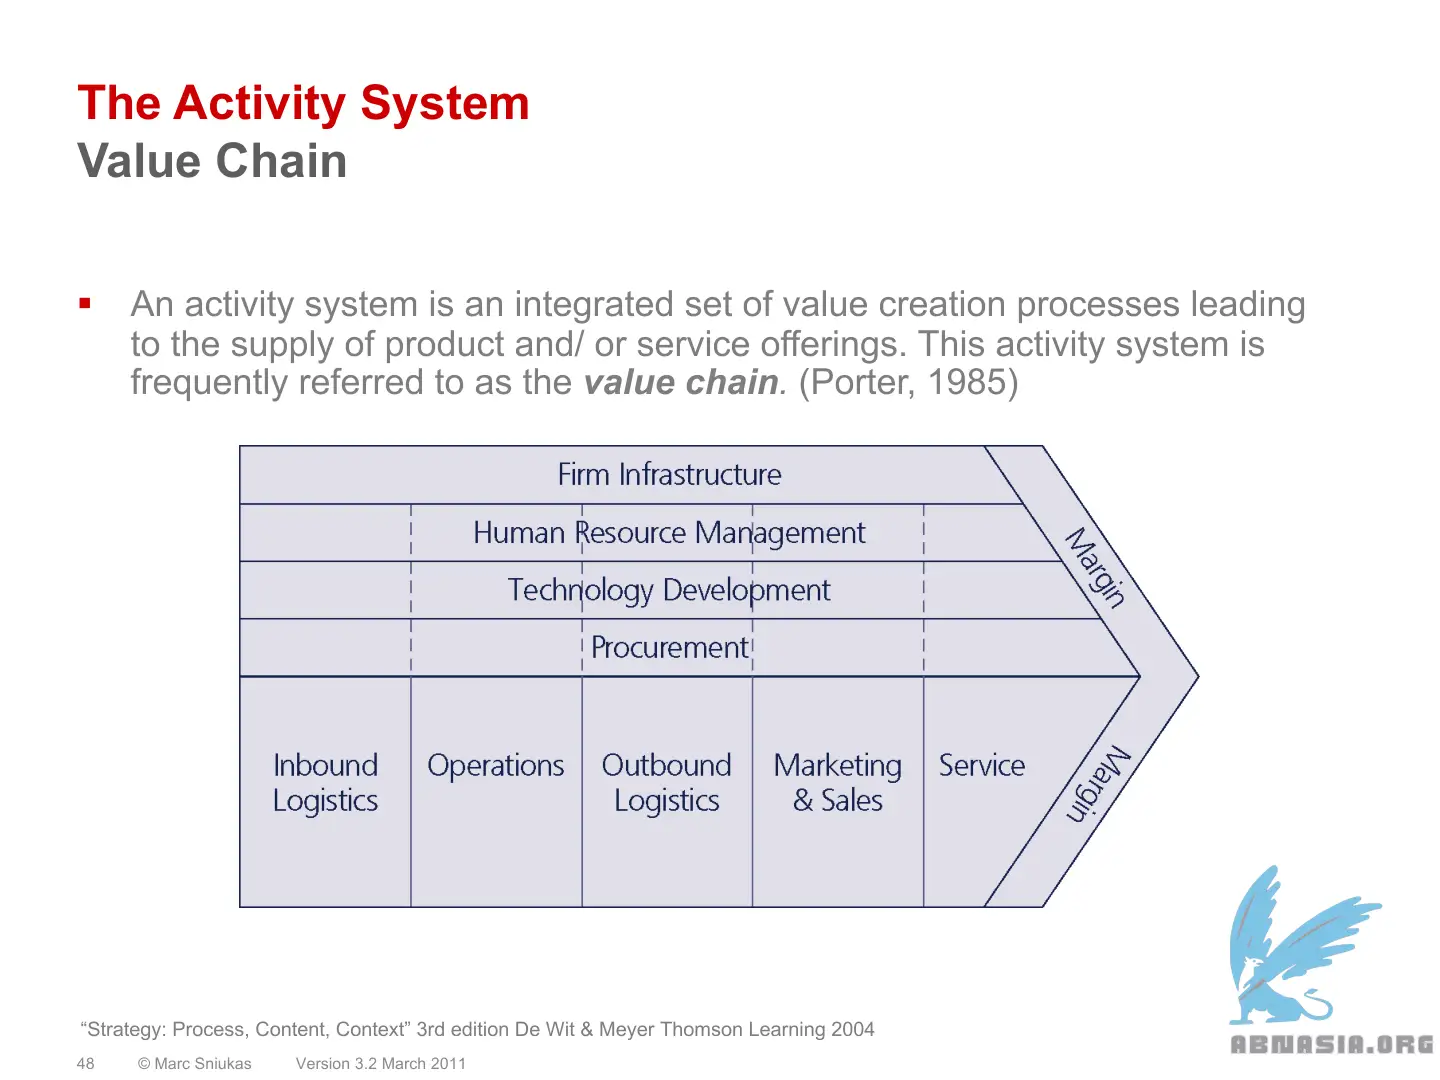 The Activity System
Value Chain
▪ An activity system is an integrated set of value creation processes leading
to the supply of product and/ or service offerings. This activity system is
frequently referred to as the value chain. (Porter, 1985)
Firm Infrastructure
Human Resource Management
Technology Development
Procurement
Margin
Inbound
Logistics
Operations
Outbound
Logistics
Marketing
& Sales
Service
Margin
“Strategy: Process, Content, Context” 3rd edition De Wit & Meyer Thomson Learning 2004
48 © Marc Sniukas Version 3.2 March 2011
ABNASIA.ORG